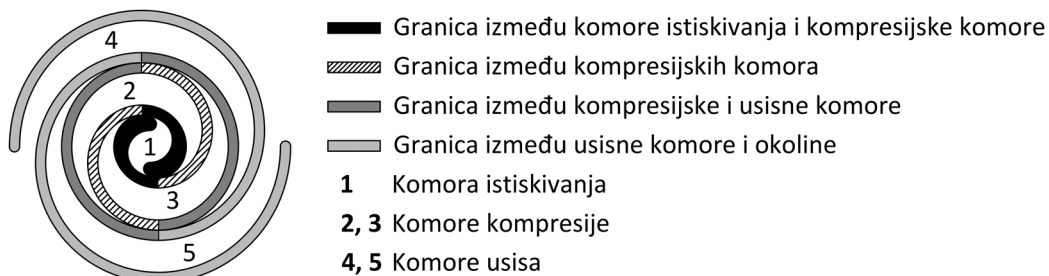 4
2
1
3
5
Granica između komore istiskivanja i kompresijske komore
Granica između kompresijskih komora
Granica između kompresijske i usisne komore
Granica između usisne komore i okoline
1 Komora istiskivanja
2, 3 Komore kompresije
4, 5 Komore usisa